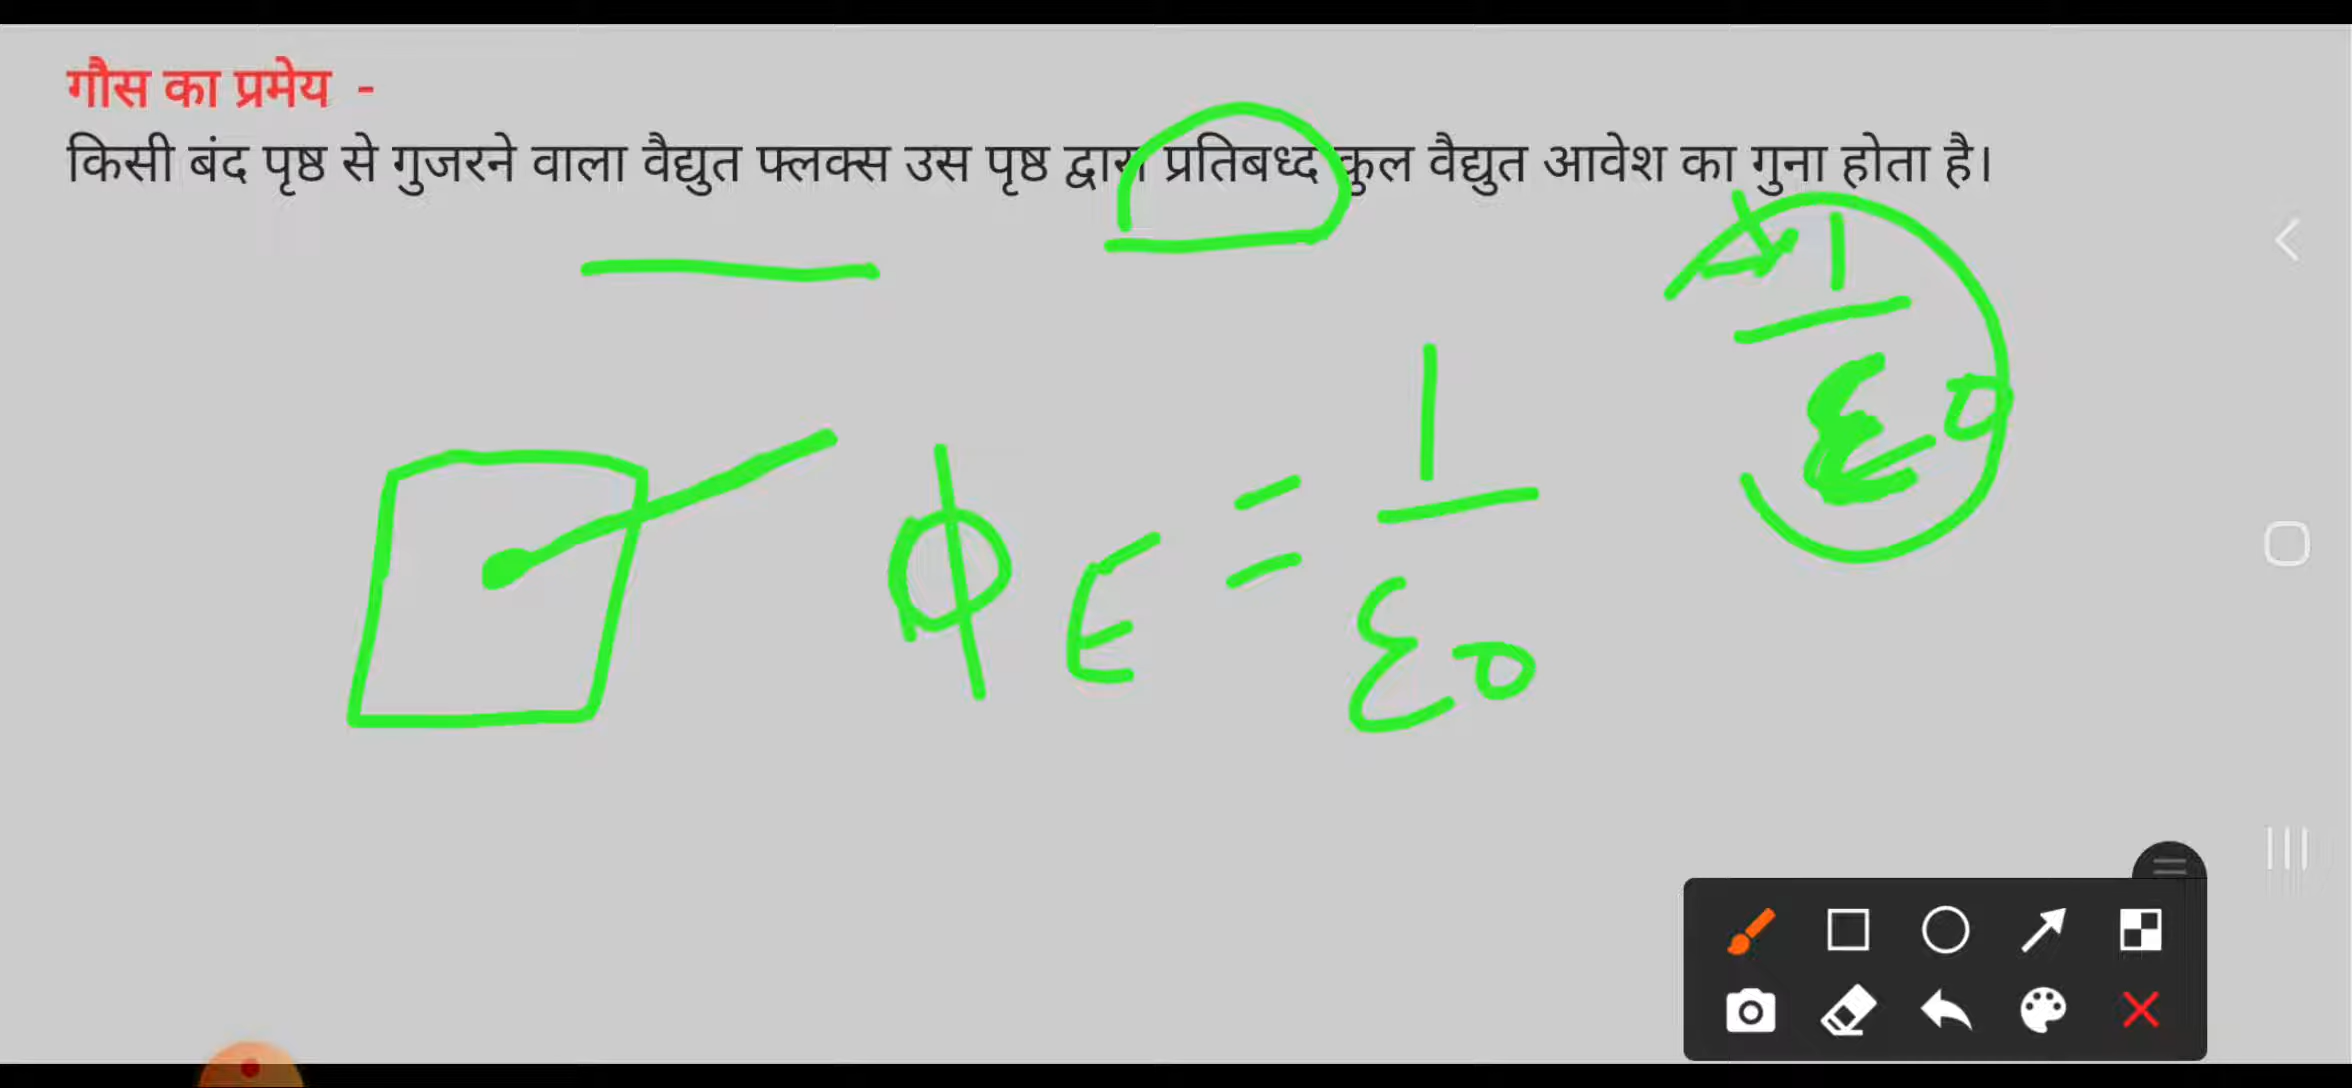 गौस का प्रमेय -
किसी बंद पृष्ठ से गुजरने वाला वैद्युत फ्लक्स उस पृष्ठ द्वारा प्रतिबध्द कुल वैद्युत आवेश का गुना होता है।
1/ε0
ϕE = 1/ε0